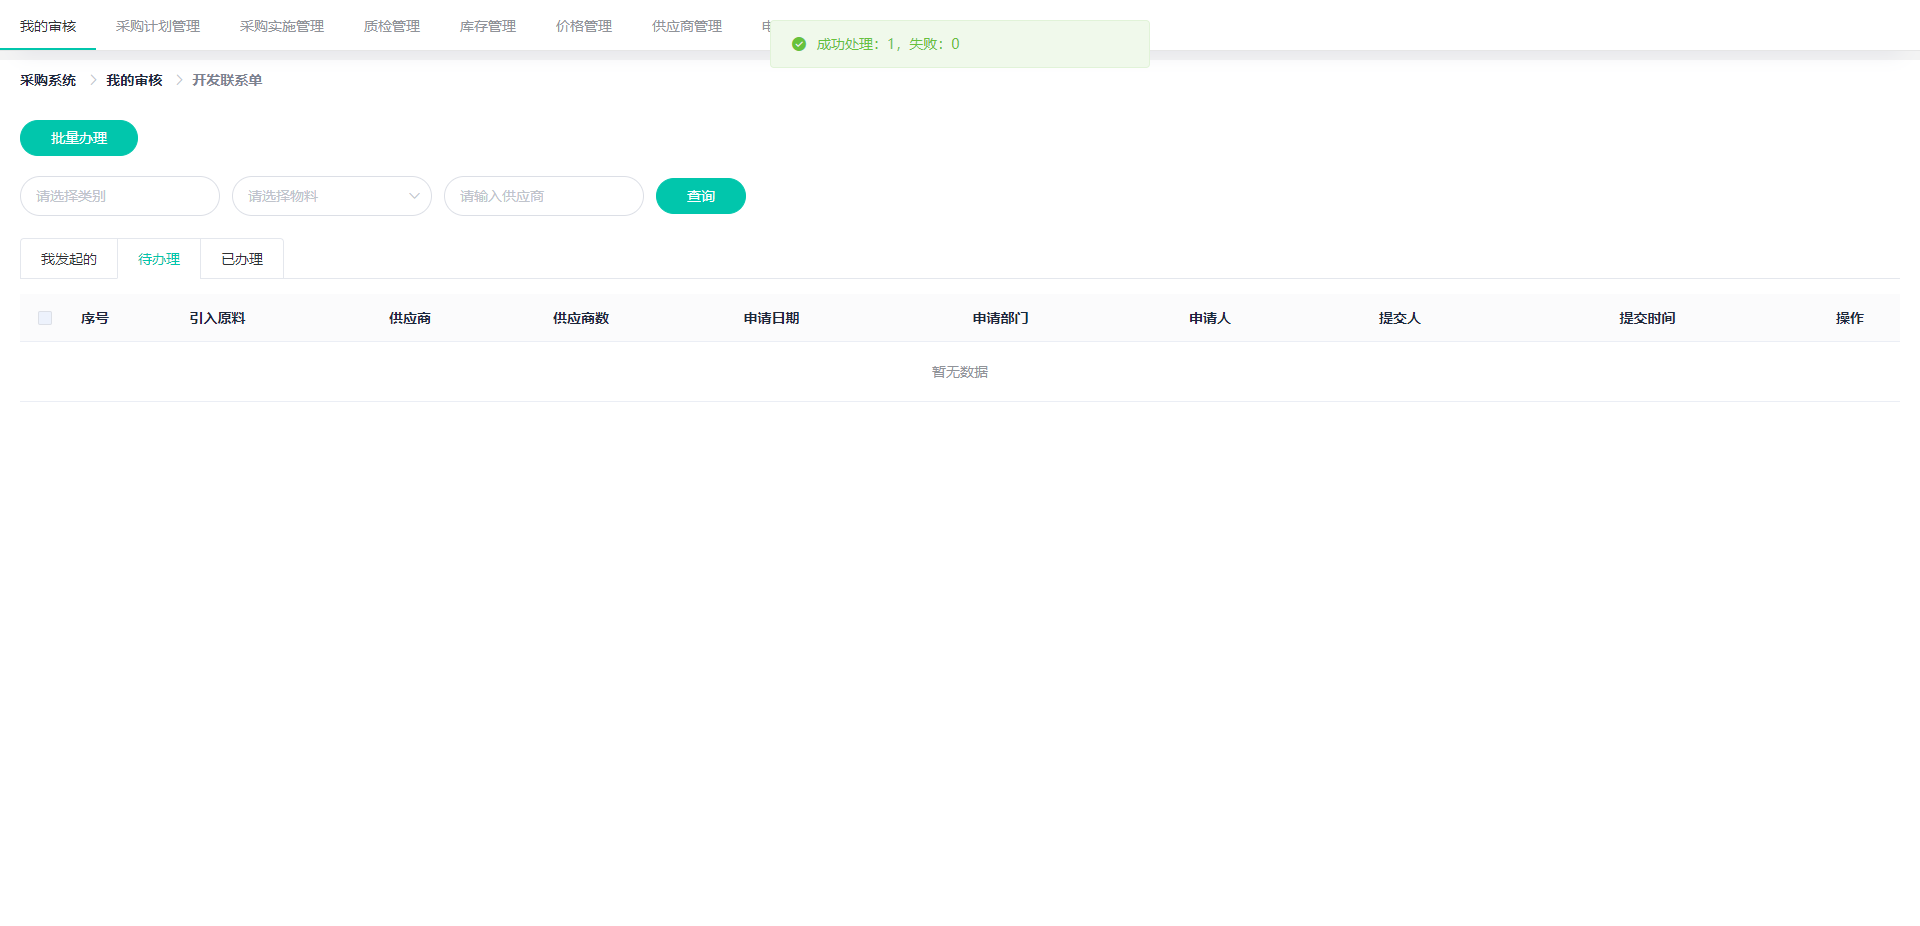 我的审核 采购计划管理 采购实施管理 质检管理 库存管理 价格管理 供应商管理
成功处理：1，失败：0
采购系统 我的审核 开发联系单
批量办理
请选择类别 请选择物料 请输入供应商 查询
我发起的 待办理 已办理
序号 引入原料 供应商 供应商数 申请日期 申请部门 申请人 提交人 提交时间 操作
暂无数据